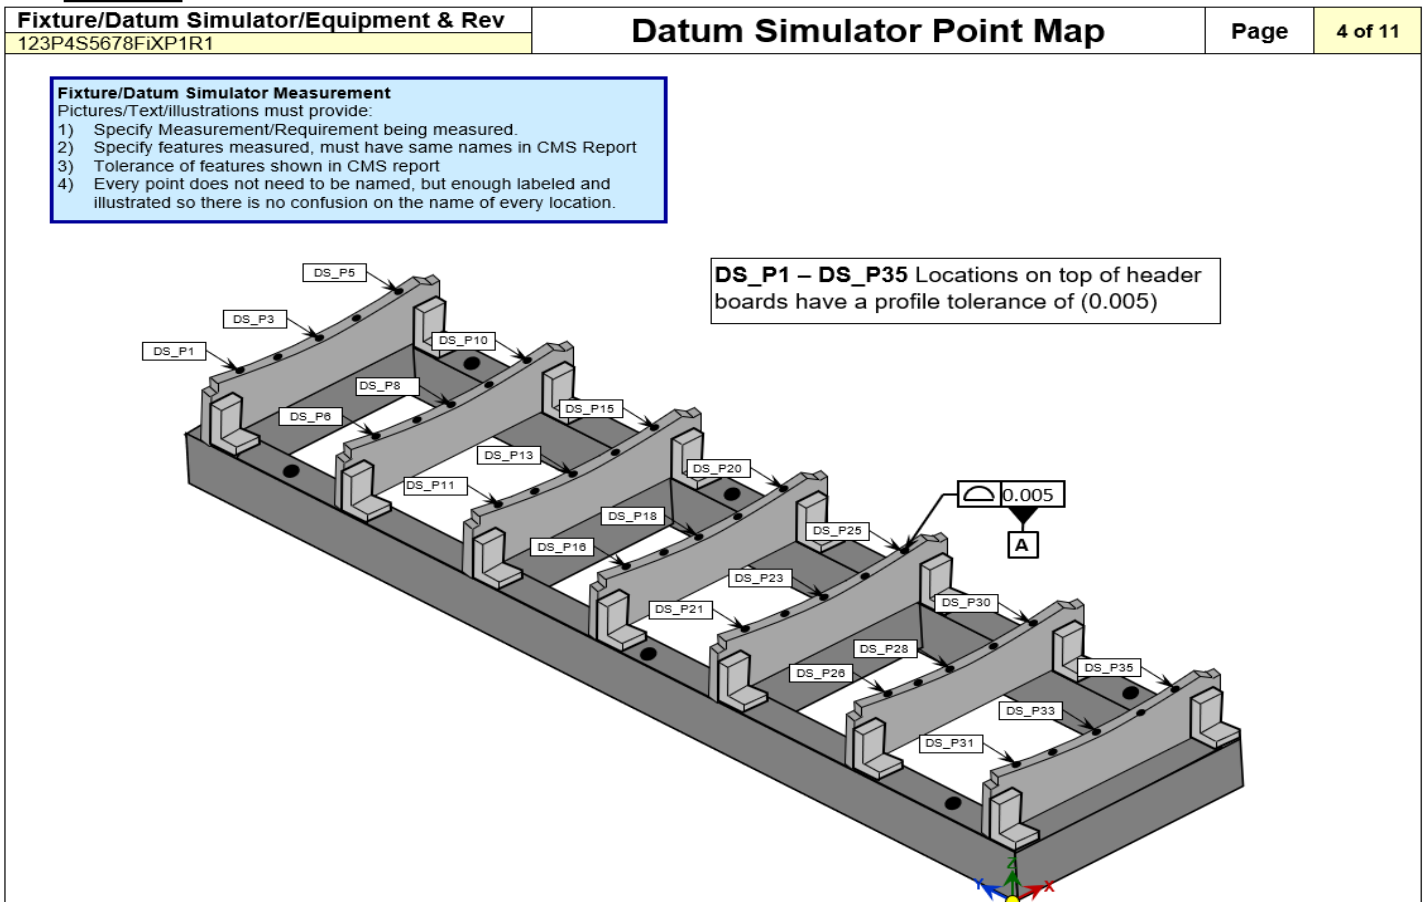 Fixture/Datum Simulator/Equipment & Rev
123P4S5678FiXP1R1
Datum Simulator Point Map
Page
4 of 11
Fixture/Datum Simulator Measurement
Pictures/Text/illustrations must provide:
1) Specify Measurement/Requirement being measured.
2) Specify features measured, must have same names in CMS Report
3) Tolerance of features shown in CMS report
4) Every point does not need to be named, but enough labeled and
illustrated so there is no confusion on the name of every location.
DS_P1 – DS_P35 Locations on top of header
boards have a profile tolerance of (0.005)
DS_P5
DS_P3
DS_P1
DS_P10
DS_P8
DS_P6
DS_P15
DS_P13
DS_P11
DS_P20
DS_P18
DS_P16
DS_P25
DS_P23
DS_P21
0.005
A
DS_P30
DS_P28
DS_P26
DS_P35
DS_P33
DS_P31
Z
Y
X